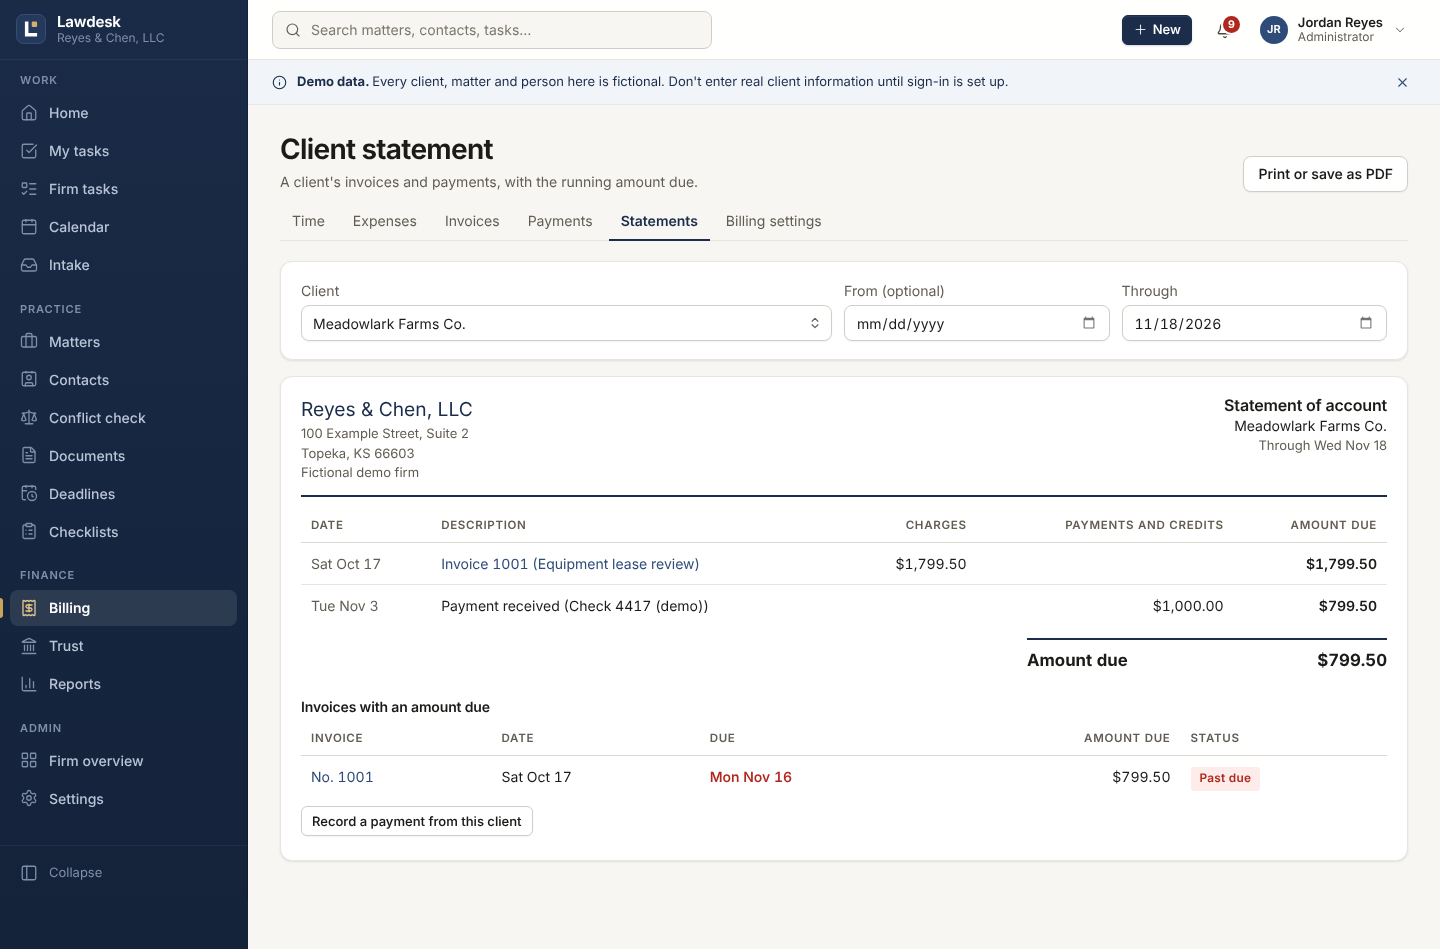 Lawdesk
Reyes & Chen, LLC
Search matters, contacts, tasks...
New
9
JR
Jordan Reyes
Administrator
WORK
Home
My tasks
Firm tasks
Calendar
Intake
PRACTICE
Matters
Contacts
Conflict check
Documents
Deadlines
Checklists
FINANCE
Billing
Trust
Reports
ADMIN
Firm overview
Settings
Collapse
Demo data. Every client, matter and person here is fictional. Don't enter real client information until sign-in is set up.
Client statement
A client's invoices and payments, with the running amount due.
Print or save as PDF
Time Expenses Invoices Payments Statements Billing settings
Client From (optional) Through
Meadowlark Farms Co. mm/dd/yyyy 11/18/2026
Reyes & Chen, LLC
100 Example Street, Suite 2
Topeka, KS 66603
Fictional demo firm
Statement of account
Meadowlark Farms Co.
Through Wed Nov 18
DATE DESCRIPTION CHARGES PAYMENTS AND CREDITS AMOUNT DUE
Sat Oct 17 Invoice 1001 (Equipment lease review) $1,799.50 $1,799.50
Tue Nov 3 Payment received (Check 4417 (demo)) $1,000.00 $799.50
Amount due $799.50
Invoices with an amount due
INVOICE DATE DUE AMOUNT DUE STATUS
No. 1001 Sat Oct 17 Mon Nov 16 $799.50 Past due
Record a payment from this client